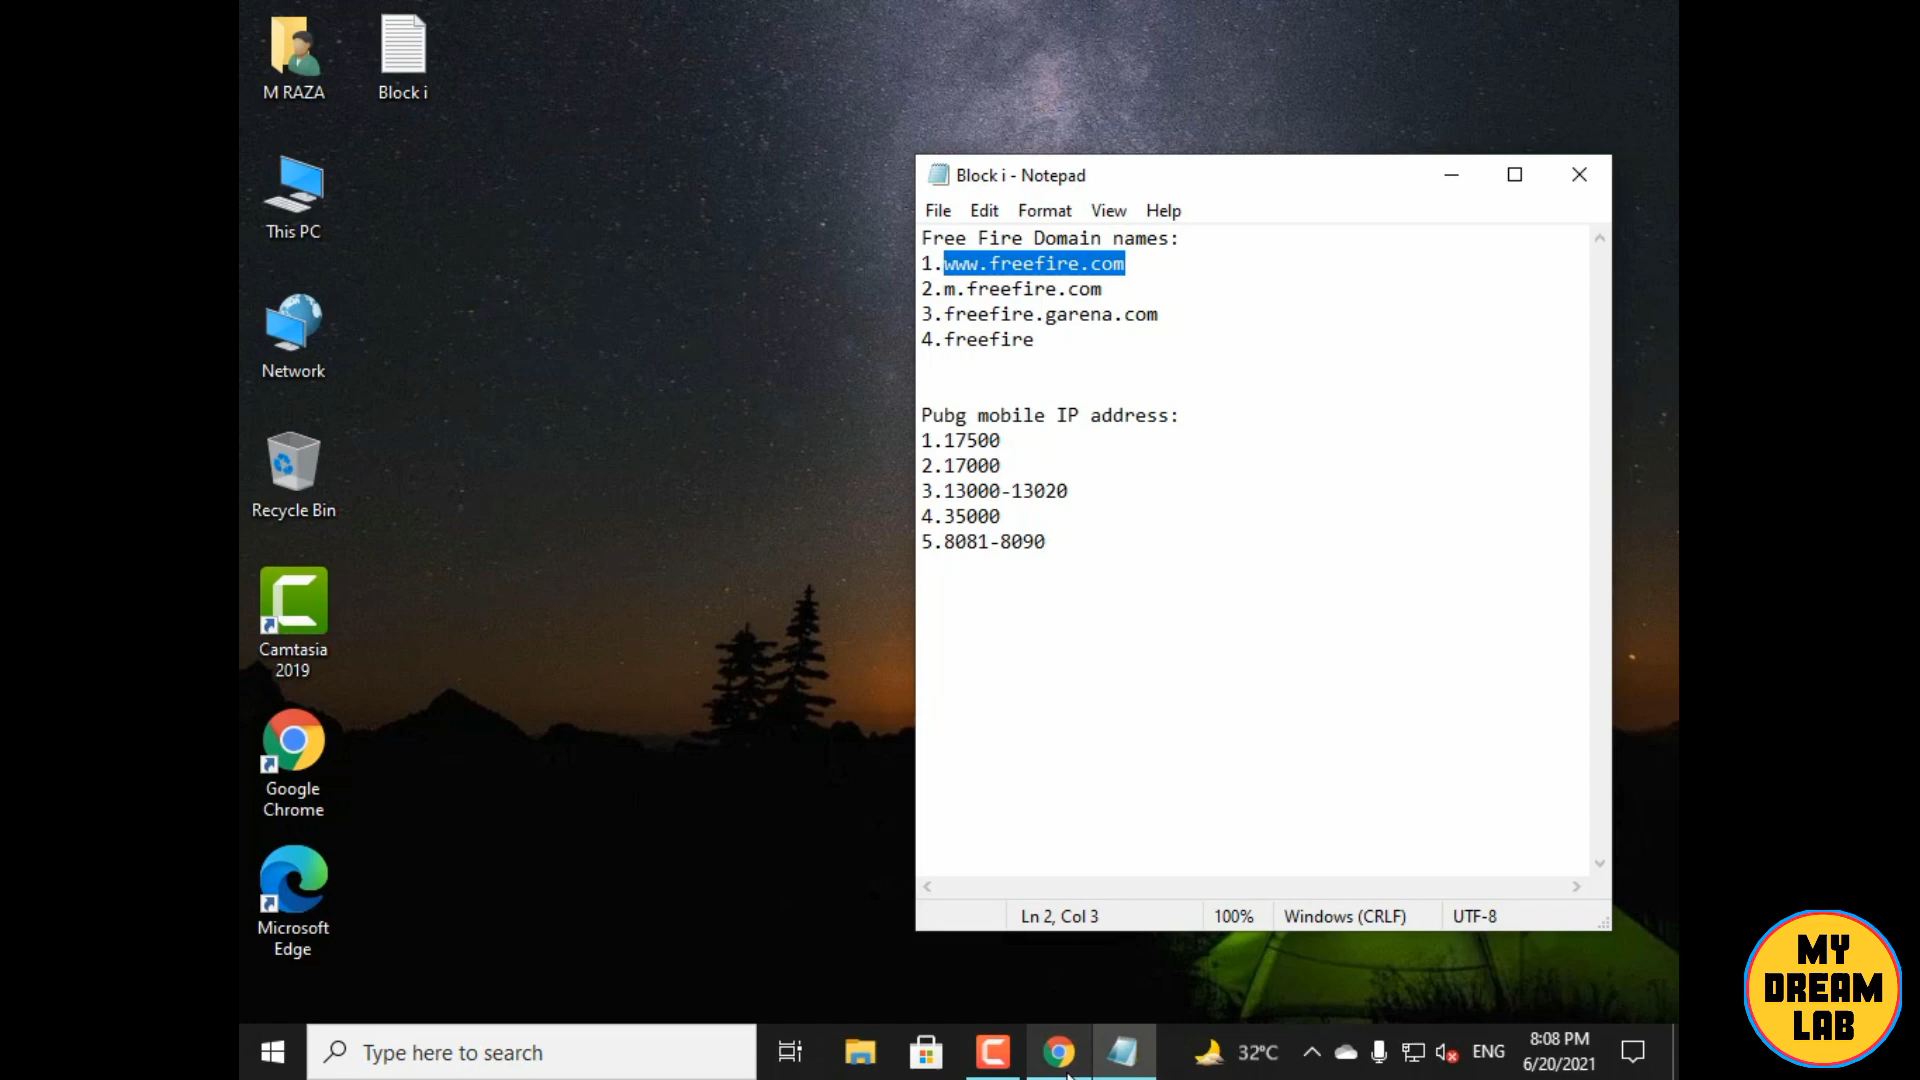 M RAZA
Block i
This PC
Network
Recycle Bin
Camtasia
2019
Google
Chrome
Microsoft
Edge
Block i - Notepad
File Edit Format View Help
Free Fire Domain names:
1.www.freefire.com
2.m.freefire.com
3.freefire.garena.com
4.freefire
Pubg mobile IP address:
1.17500
2.17000
3.13000-13020
4.35000
5.8081-8090
Ln 2, Col 3 100% Windows (CRLF) UTF-8
Type here to search
32°C
ENG
8:08 PM
6/20/2021
MY
DREAM
LAB